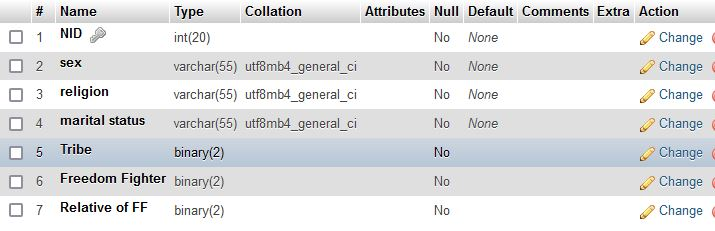 # Name Type Collation Attributes Null Default Comments Extra Action
1 NID int(20) No None Change
2 sex varchar(55) utf8mb4_general_ci No None Change
3 religion varchar(55) utf8mb4_general_ci No None Change
4 marital status varchar(55) utf8mb4_general_ci No None Change
5 Tribe binary(2) No Change
6 Freedom Fighter binary(2) No Change
7 Relative of FF binary(2) No Change